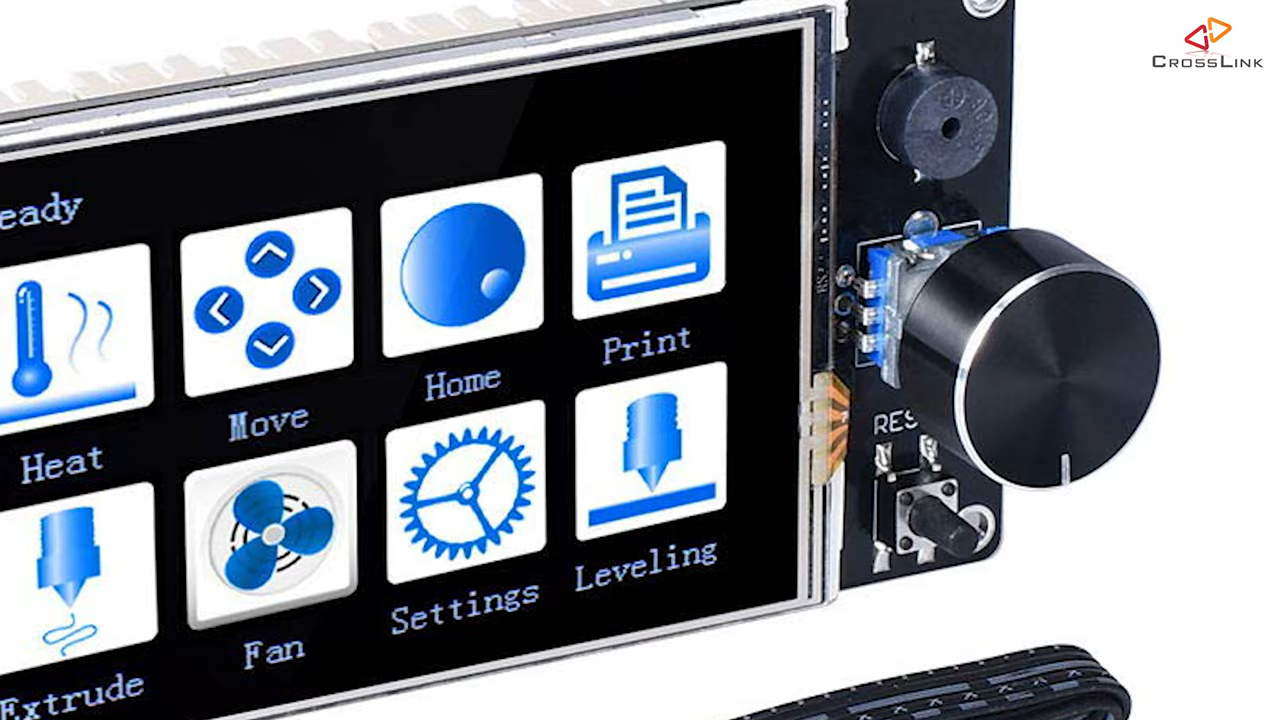 CROSSLINK
eady
Heat
Move
Home
Print
Extrude
Fan
Settings
Leveling
RES